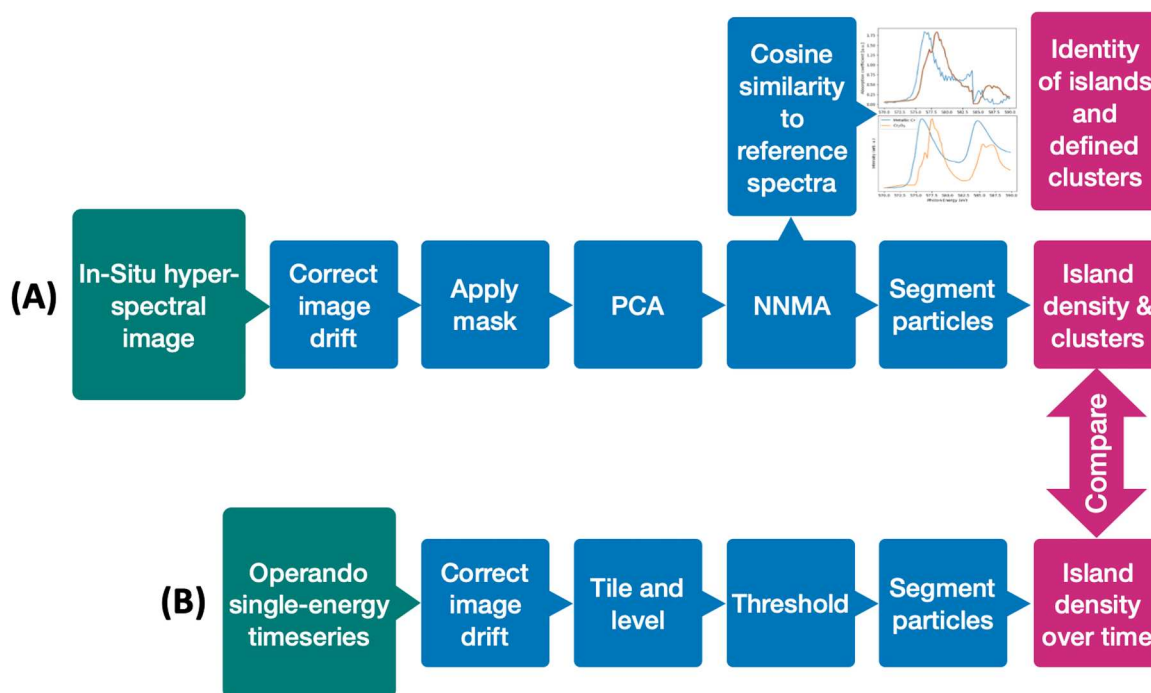 Cosine
similarity
to
reference
spectra
Identity
of islands
and
defined
clusters
(A)
In-Situ hyper-
spectral
image
Correct
image
drift
Apply
mask
PCA
NNMA
Segment
particles
Island
density &
clusters
Compare
(B)
Operando
single-energy
timeseries
Correct
image
drift
Tile and
level
Threshold
Segment
particles
Island
density
over time